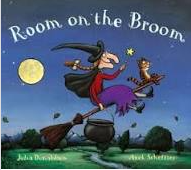 Room on the Broom
Julia Donaldson
Axel Scheffler